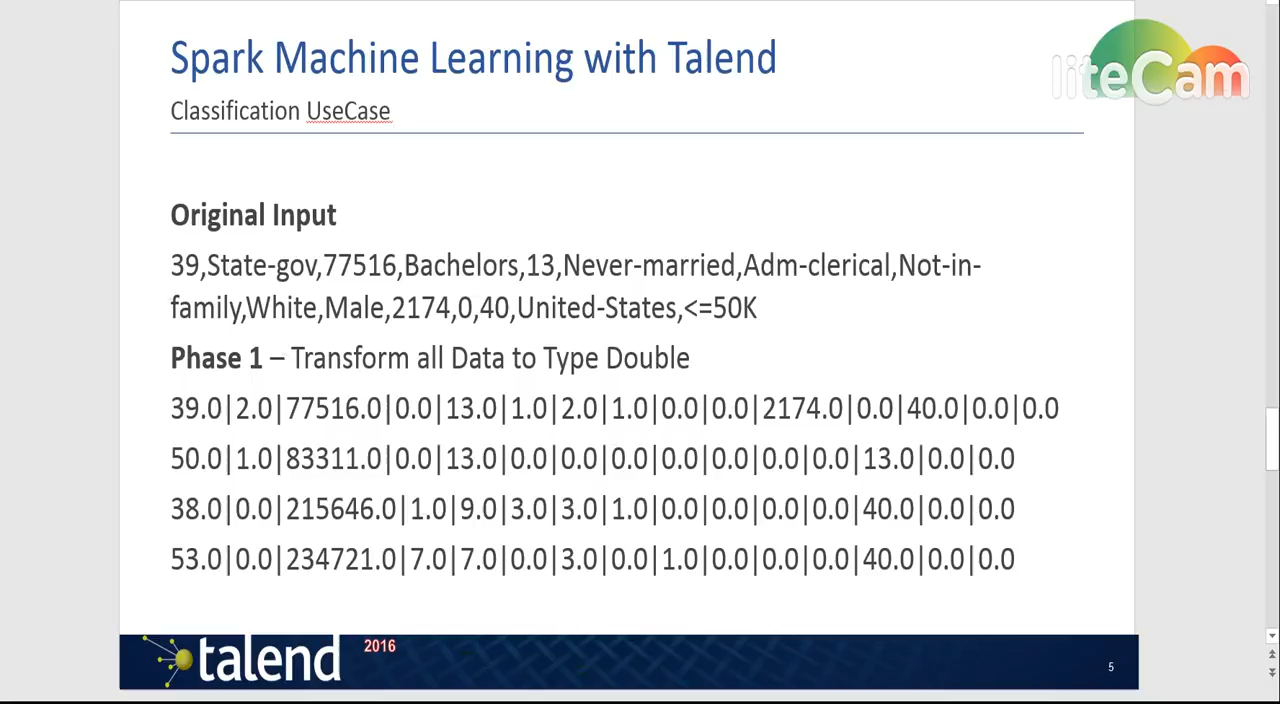 Spark Machine Learning with Talend
liteCam
Classification UseCase
Original Input
39,State-gov,77516,Bachelors,13,Never-married,Adm-clerical,Not-in-
family,White,Male,2174,0,40,United-States,<=50K
Phase 1 – Transform all Data to Type Double
39.0|2.0|77516.0|0.0|13.0|1.0|2.0|1.0|0.0|0.0|2174.0|0.0|40.0|0.0|0.0
50.0|1.0|83311.0|0.0|13.0|0.0|0.0|0.0|0.0|0.0|0.0|0.0|13.0|0.0|0.0
38.0|0.0|215646.0|1.0|9.0|3.0|3.0|1.0|0.0|0.0|0.0|0.0|40.0|0.0|0.0
53.0|0.0|234721.0|7.0|7.0|0.0|3.0|0.0|1.0|0.0|0.0|0.0|40.0|0.0|0.0
talend
2016
5